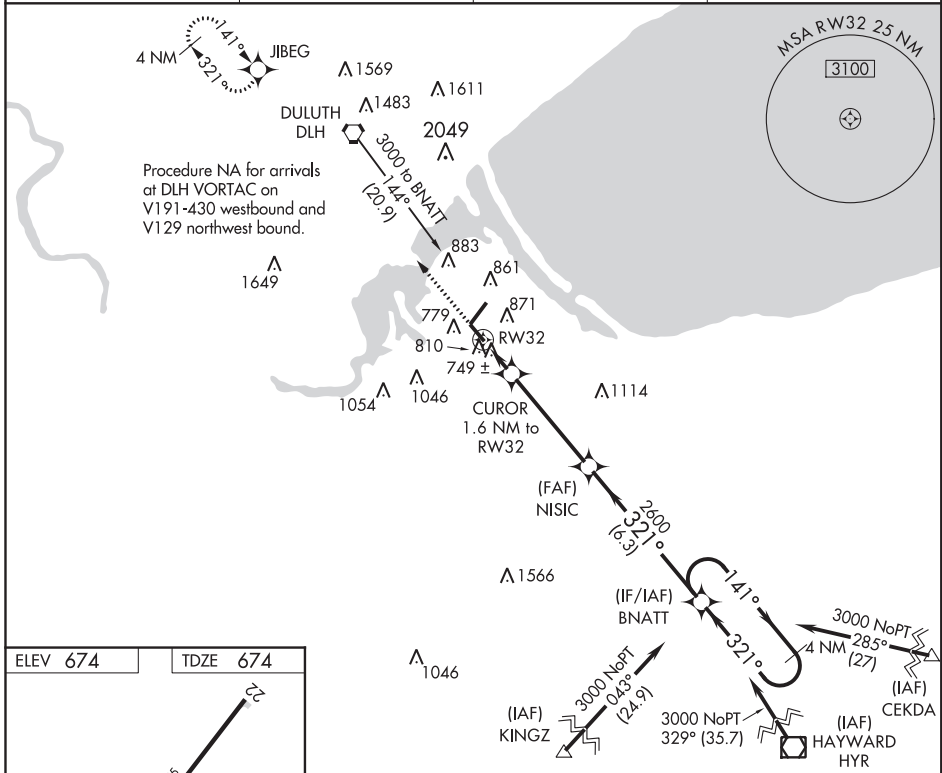 4 NM
141°
321°
JIBEG
1569
1483
1611
DULUTH
DLH
2049
MSA RW32 25 NM
3100
3000 to BNATT
144°
(20.9)
Procedure NA for arrivals
at DLH VORTAC on
V191-430 westbound and
V129 northwest bound.
1649
883
861
871
779
RW32
810
749 ±
1054
1046
1114
CUROR
1.6 NM to
RW32
(FAF)
NISIC
2600
321°
(6.3)
1566
(IF/IAF)
BNATT
141°
321°
4 NM
3000 NoPT
285°
(27)
(IAF)
CEKDA
1046
3000 NoPT
043°
(24.9)
(IAF)
KINGZ
3000 NoPT
329° (35.7)
(IAF)
HAYWARD
HYR
ELEV 674
TDZE 674
22